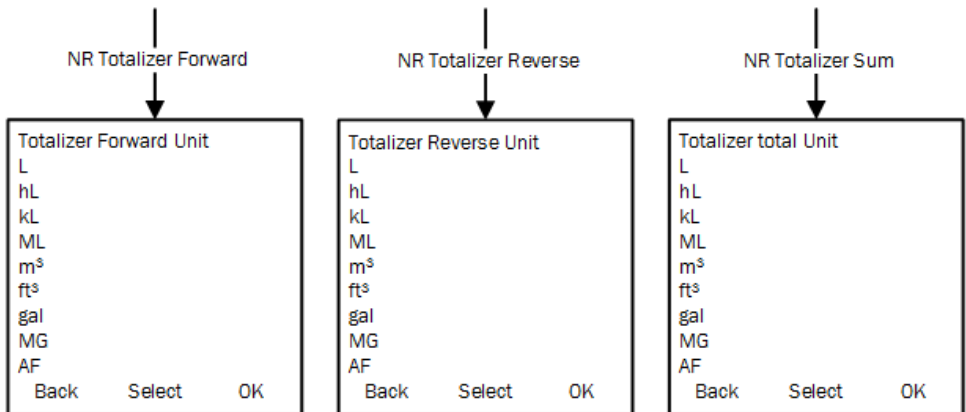 NR Totalizer Forward
Totalizer Forward Unit
L
hL
kL
ML
m³
ft³
gal
MG
AF
Back Select OK
NR Totalizer Reverse
Totalizer Reverse Unit
L
hL
kL
ML
m³
ft³
gal
MG
AF
Back Select OK
NR Totalizer Sum
Totalizer total Unit
L
hL
kL
ML
m³
ft³
gal
MG
AF
Back Select OK